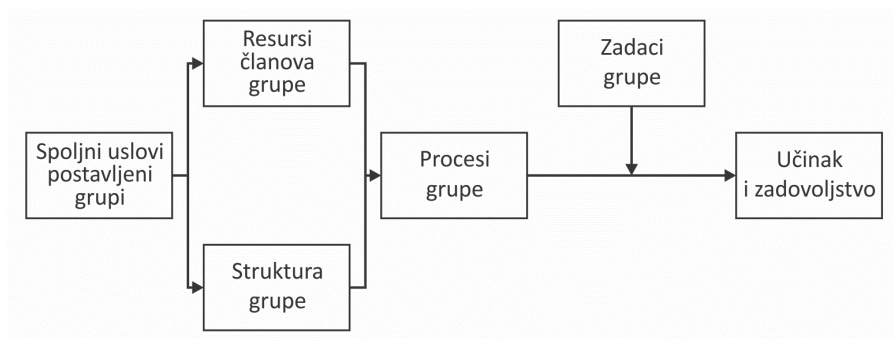 Resursi
članova
grupe
Zadaci
grupe
Spoljni uslovi
postavljeni
grupi
Procesi
grupe
Učinak
i zadovoljstvo
Struktura
grupe